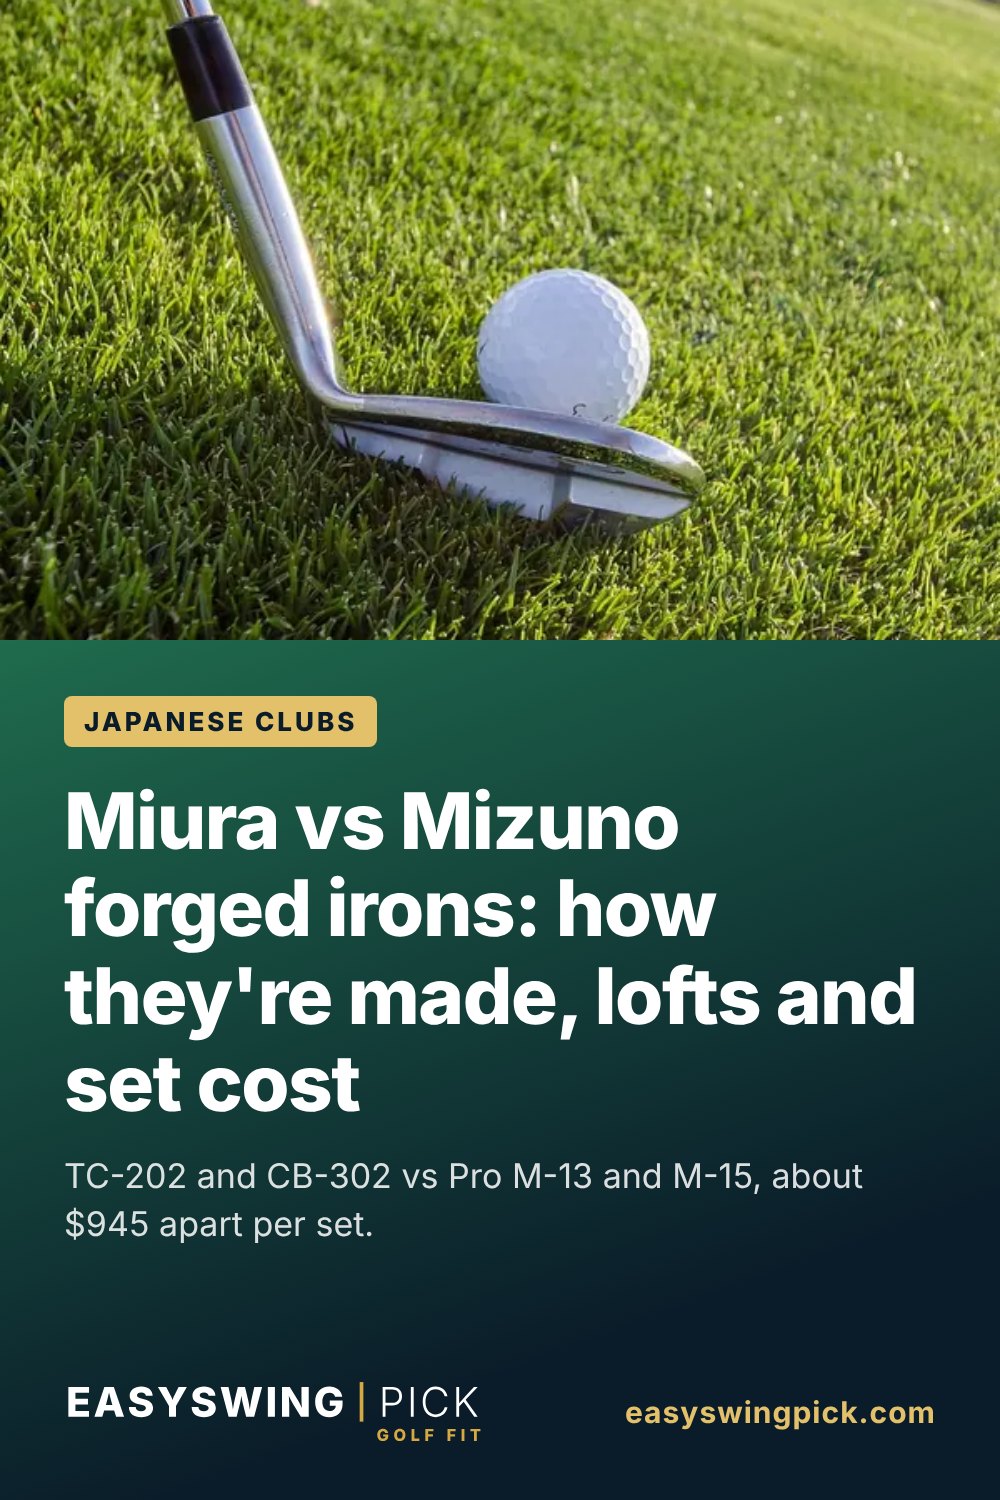 JAPANESE CLUBS
Miura vs Mizuno
forged irons: how
they're made, lofts and
set cost
TC-202 and CB-302 vs Pro M-13 and M-15, about
$945 apart per set.
EASYSWING | PICK
GOLF FIT
easyswingpick.com